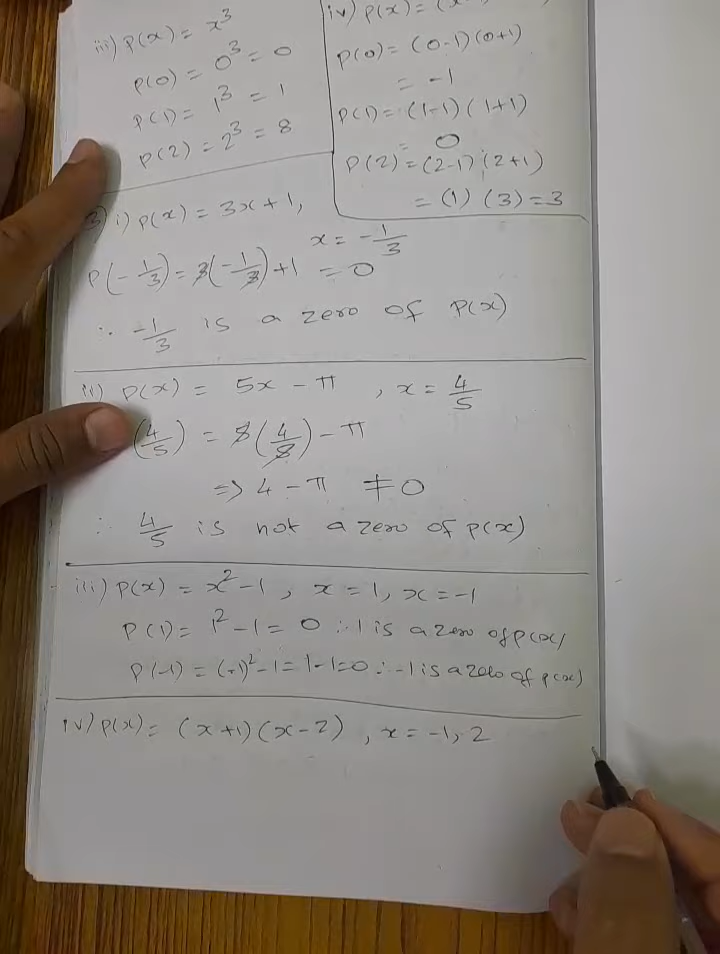 iii) P(x) = x³
P(0) = 0³ = 0
P(1) = 1³ = 1
P(2) = 2³ = 8
iv) P(x) = (x
P(0) = (0-1)(0+1)
= -1
P(1) = (1-1)(1+1)
= 0
P(2) = (2-1)(2+1)
= (1) (3) = 3
3) i) P(x) = 3x + 1,
x = -1/3
P(-1/3) = 3(-1/3) + 1 = 0
∴ -1/3 is a zero of P(x)
ii) P(x) = 5x - π , x = 4/5
(4/5) = 5(4/5) - π
=> 4 - π ≠ 0
∴ 4/5 is not a zero of P(x)
iii) P(x) = x² - 1 , x = 1, x = -1
P(1) = 1² - 1 = 0 ∴ 1 is a zero of p(x)
P(-1) = (-1)² - 1 = 1 - 1 = 0 ∴ -1 is a zero of p(x)
iv) P(x) = (x+1)(x-2) , x = -1, 2